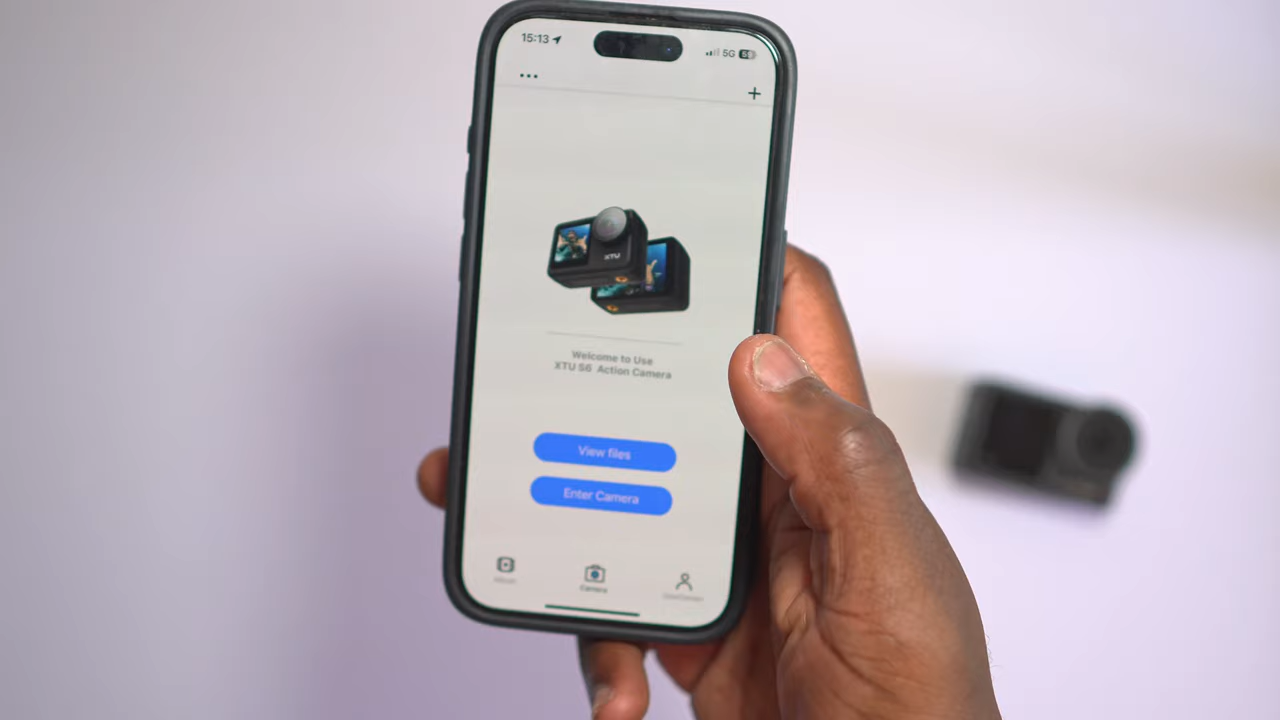 15:13
5G
XTU
Welcome to Use
XTU S6 Action Camera
View files
Enter Camera
Camera